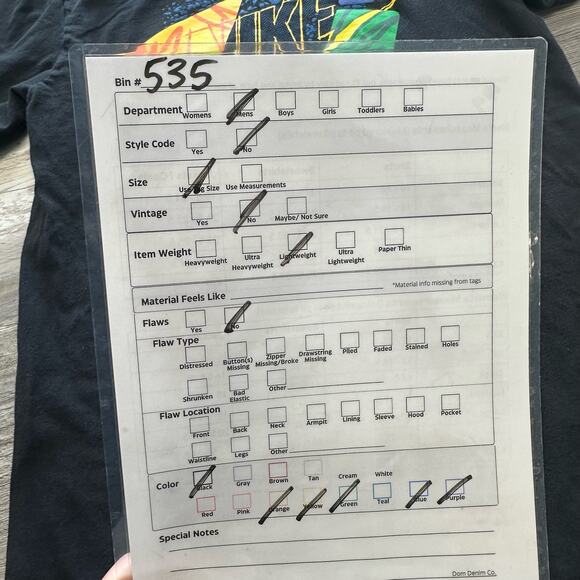 NIKE
Bin # 535
Department Womens Mens Boys Girls Toddlers Babies
Style Code Yes No
Size Use Tag Size Use Measurements
Vintage Yes No Maybe/ Not Sure
Item Weight Heavyweight Ultra Heavyweight Lightweight Ultra Lightweight Paper Thin
*Material info missing from tags
Material Feels Like
Flaws Yes No
Flaw Type
Distressed Button(s) Missing Zipper Missing/Broke Drawstring Missing Piled Faded Stained Holes
Shrunken Bad Elastic Other
Flaw Location
Front Back Neck Armpit Lining Sleeve Hood Pocket
Waistline Legs Other
Color Black Gray Brown Tan Cream White
Red Pink Orange Yellow Green Teal Blue Purple
Special Notes
Dom Denim Co.